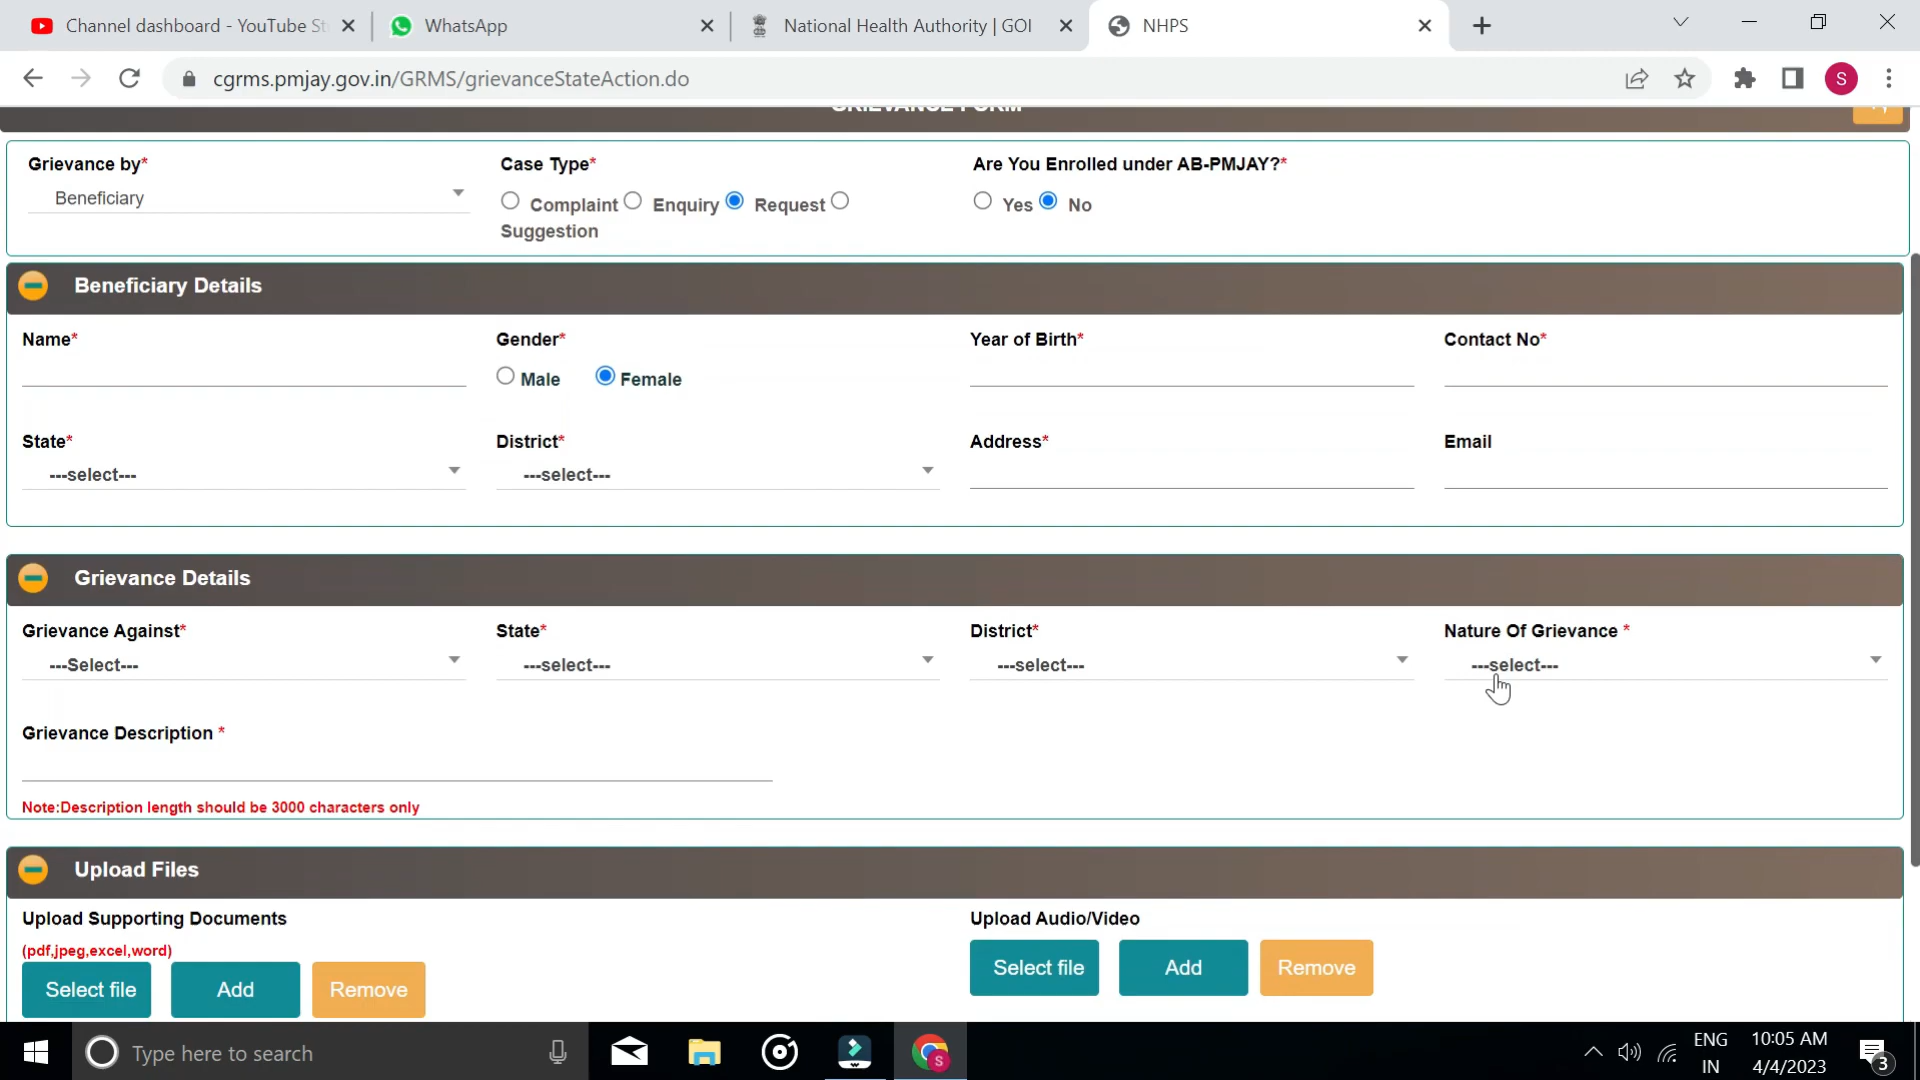 Channel dashboard - YouTube St
WhatsApp
National Health Authority | GOI
NHPS
cgrms.pmjay.gov.in/GRMS/grievanceStateAction.do
S
GRIEVANCE FORM
Grievance by*
Case Type*
Are You Enrolled under AB-PMJAY?*
Beneficiary
Complaint Enquiry Request
Suggestion
Yes No
Beneficiary Details
Name*
Gender*
Year of Birth*
Contact No*
Male Female
State*
District*
Address*
Email
---select---
---select---
Grievance Details
Grievance Against*
State*
District*
Nature Of Grievance *
---Select---
---select---
---select---
---select---
Grievance Description *
Note:Description length should be 3000 characters only
Upload Files
Upload Supporting Documents
Upload Audio/Video
(pdf,jpeg,excel,word)
Select file Add Remove
Select file Add Remove
Type here to search
S
ENG
IN
10:05 AM
4/4/2023
3